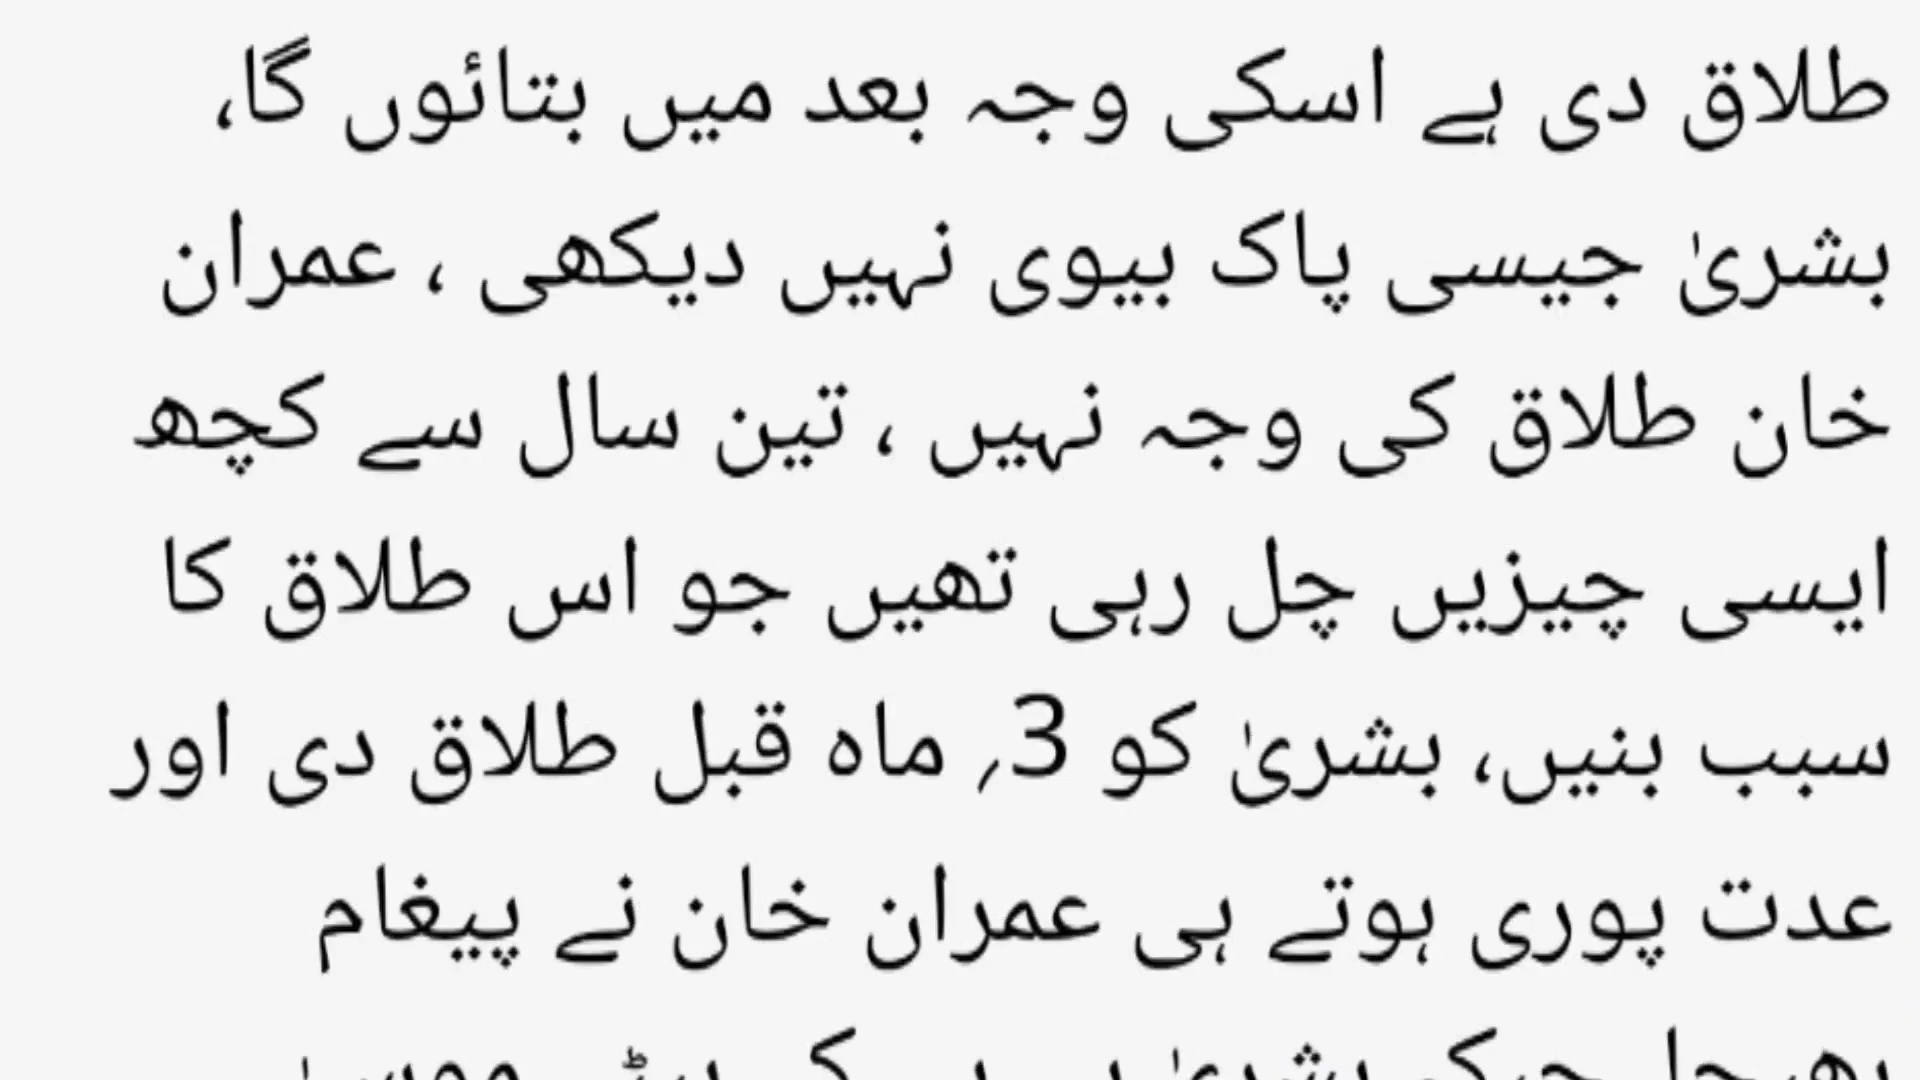 طلاق دی ہے اسکی وجہ بعد میں بتائوں گا،
بشریٰ جیسی پاک بیوی نہیں دیکھی ، عمران
خان طلاق کی وجہ نہیں ، تین سال سے کچھ
ایسی چیزیں چل رہی تھیں جو اس طلاق کا
سبب بنیں، بشریٰ کو 3؍ ماہ قبل طلاق دی اور
عدت پوری ہوتے ہی عمران خان نے پیغام